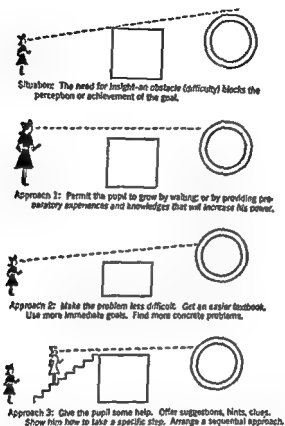 Situation: The need for insight-an obstacle (difficulty) blocks the
perception or achievement of the goal.
Approach 1: Permit the pupil to grow by waiting; or by providing pre-
paratory experiences and knowledges that will increase his power.
Approach 2: Make the problem less difficult. Get an easier textbook.
Use more immediate goals. Find more concrete problems.
Approach 3: Give the pupil some help. Offer suggestions, hints, clues.
Show him how to take a specific step. Arrange a sequential approach.